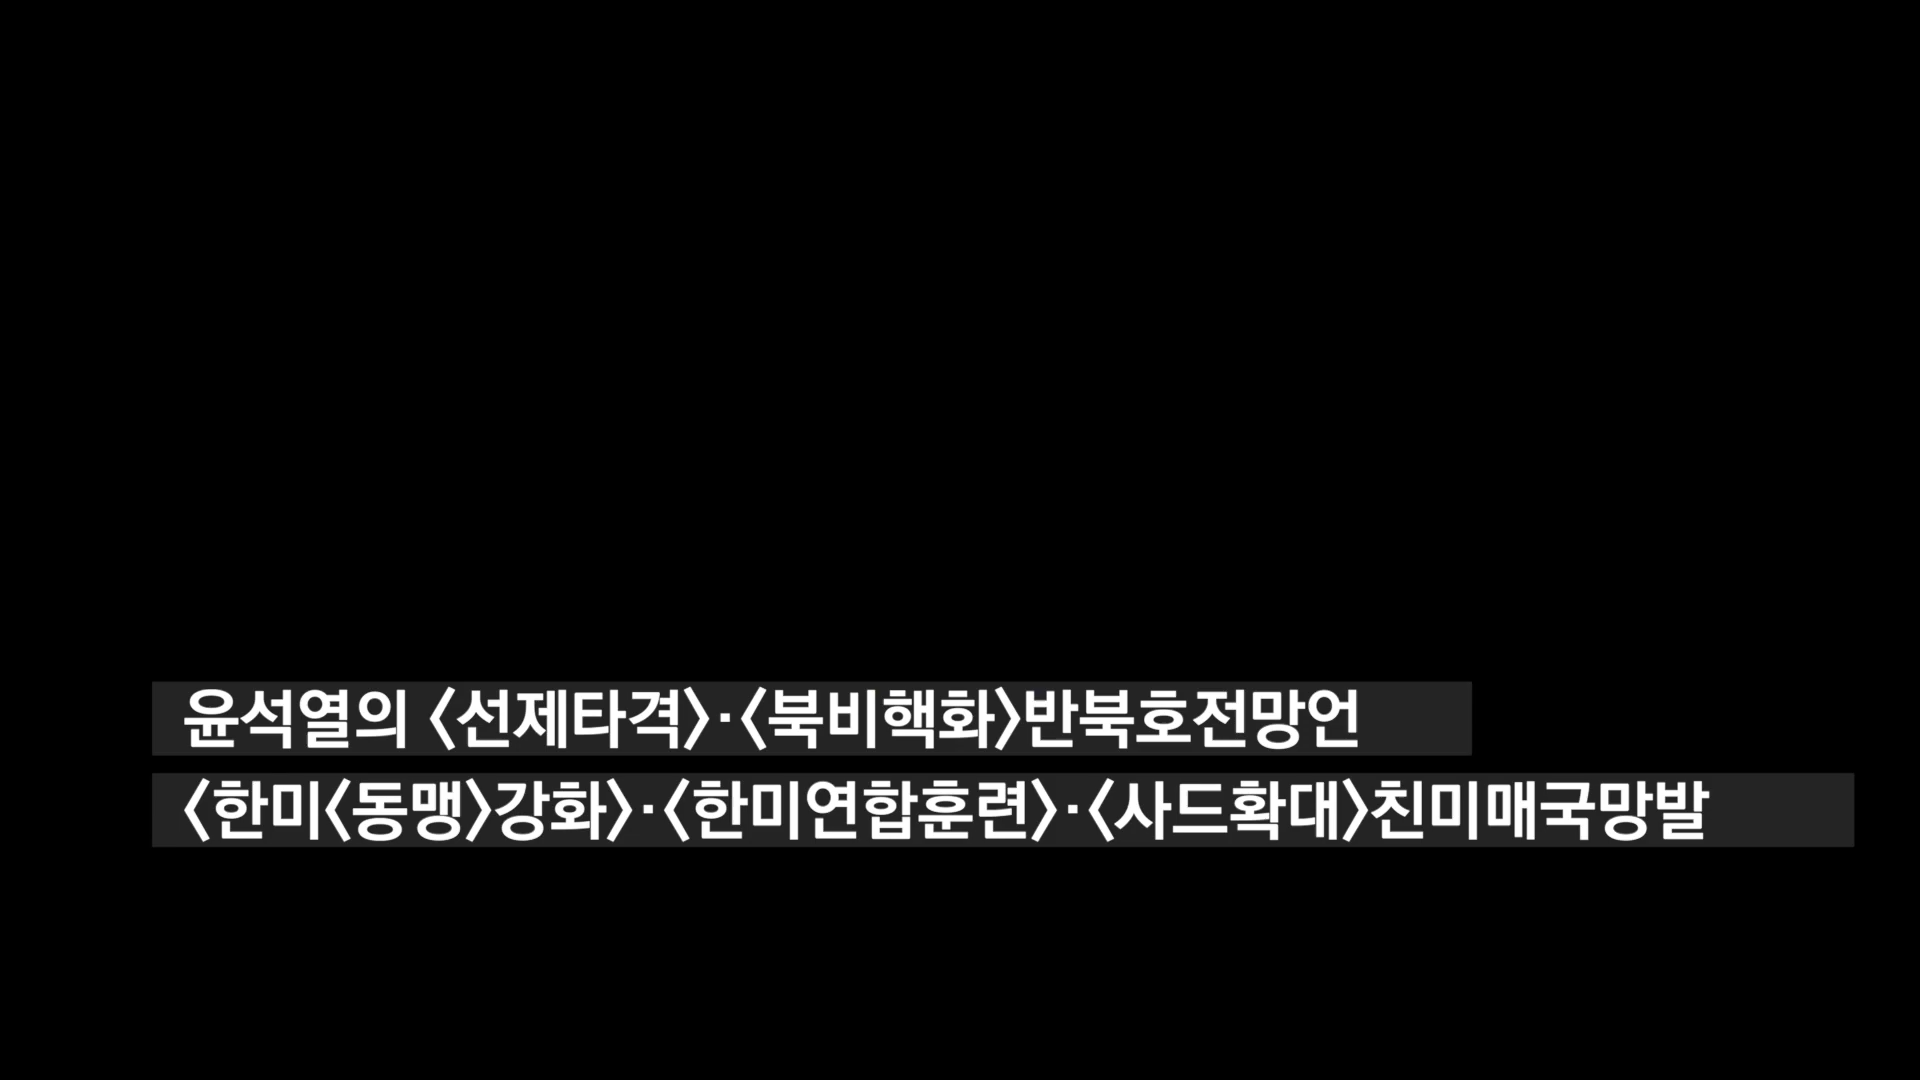 윤석열의 〈선제타격〉·〈북비핵화〉반북호전망언
〈한미〈동맹〉강화〉·〈한미연합훈련〉·〈사드확대〉친미매국망발